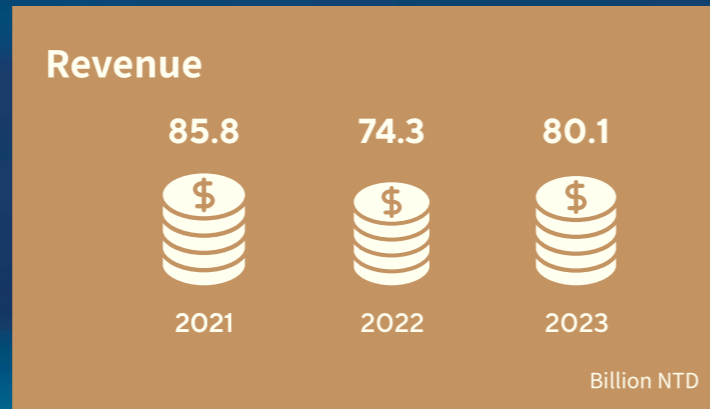 Revenue
85.8 74.3 80.1
$ $ $
2021 2022 2023
Billion NTD